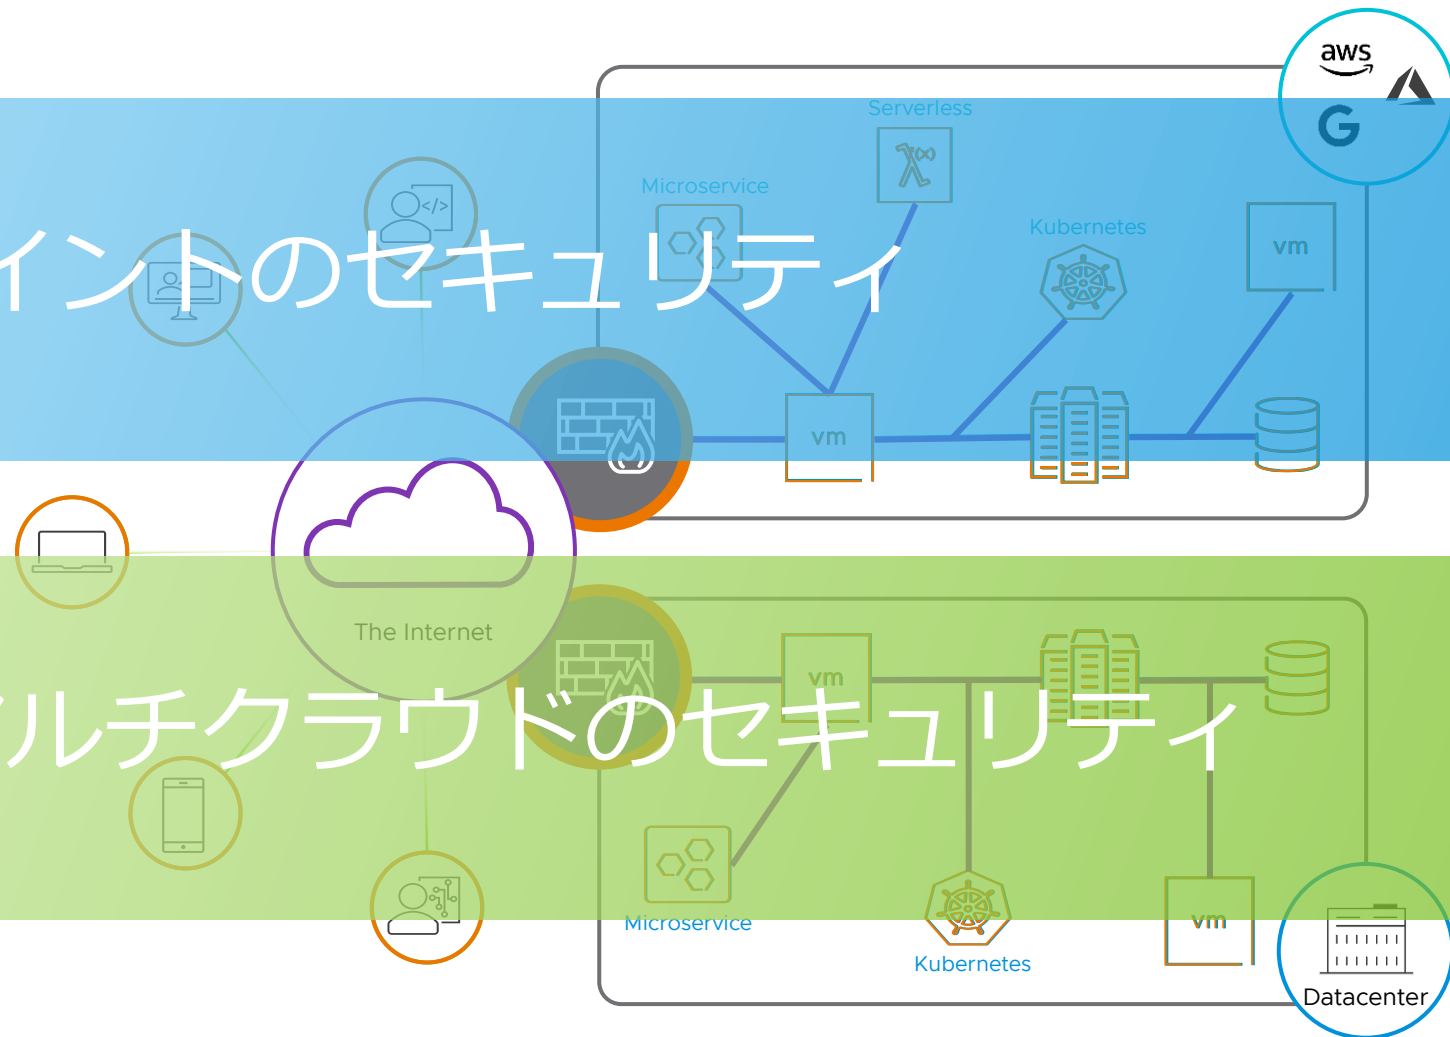 aws
Serverless
Microservice
Kubernetes
vm
イントのセキュリティ
vm
The Internet
vm
ルチクラウドのセキュリティ
Microservice
vm
Kubernetes
Datacenter